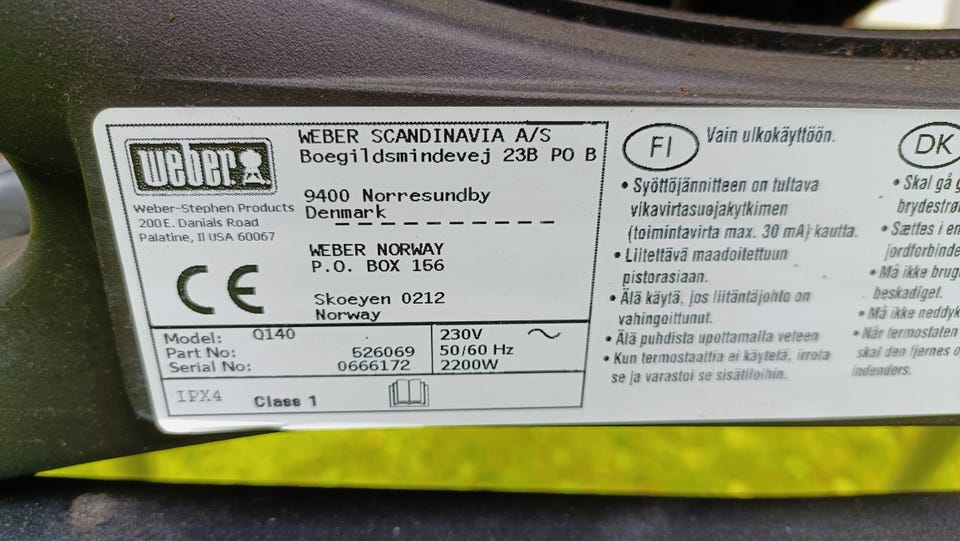 weber
Weber-Stephen Products
200 E. Danials Road
Palatine, Il USA 60067
CE
WEBER SCANDINAVIA A/S
Boegildsmindevej 23B PO B
9400 Norresundby
Denmark
WEBER NORWAY
P.O. BOX 156
Skoeyen 0212
Norway
Model: Q140
Part No: 526069
Serial No: 0666172
230V
50/60 Hz
2200W
IPX4 Class 1
FI Vain ulkokäyttöön.
• Syöttöjännitteen on tultava
vikavirtasuojakytkimen
(toimintavirta max. 30 mA) kautta.
• Liitettävä maadoitettuun
pistorasiaan.
• Älä käytä, jos liitäntäjohto on
vahingoittunut.
• Älä puhdista upottamalla veteen
• Kun termostaattia ei käytetä, irrota
se ja varastoi se sisätiloihin.
DK
• Skal gå
brydestrø
• Sættes i en
jordforbinde
• Må ikke brug
beskadiget.
• Må ikke neddyk
• Når termostaten
skal den fjernes
indendørs.